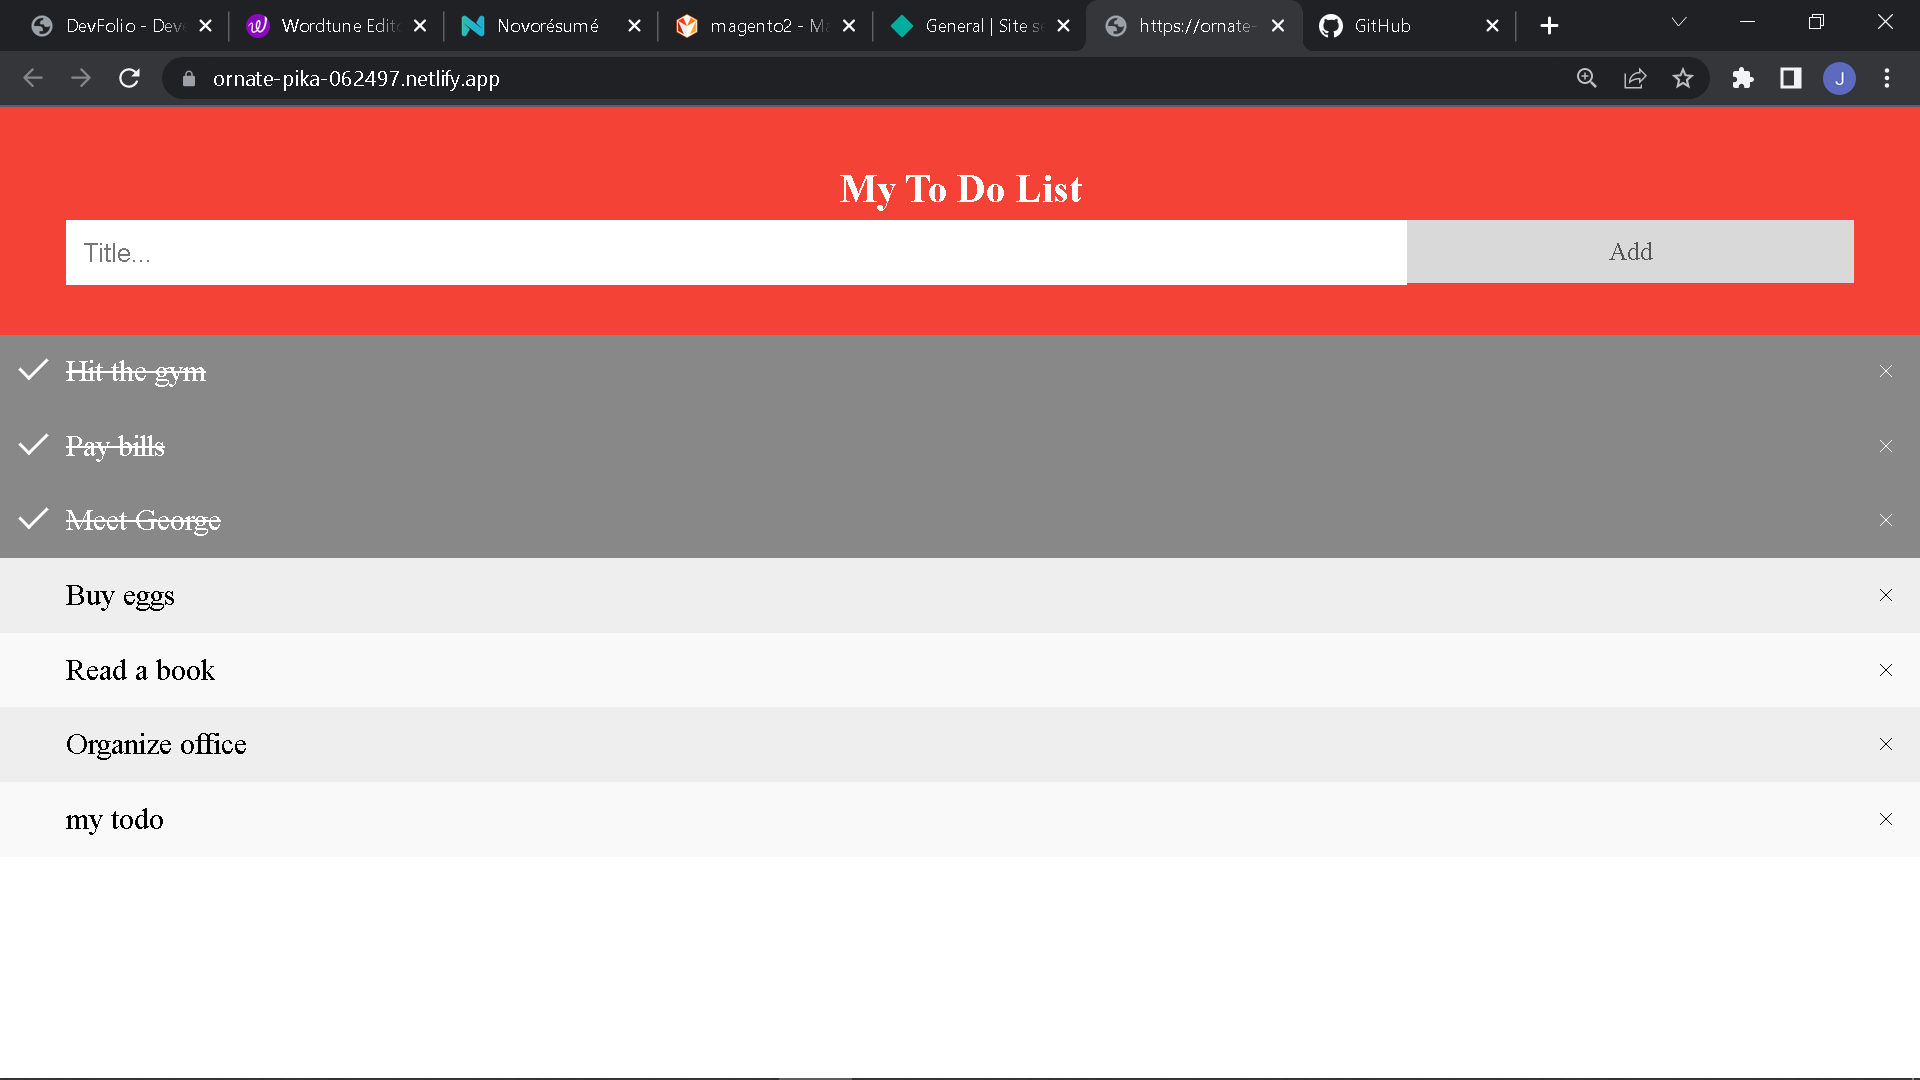 DevFolio - Deve
Wordtune Edito
Novorésumé
magento2 - Ma
General | Site se
https://ornate-
GitHub
ornate-pika-062497.netlify.app
J
My To Do List
Title...
Add
Hit the gym
Pay bills
Meet George
Buy eggs
Read a book
Organize office
my todo